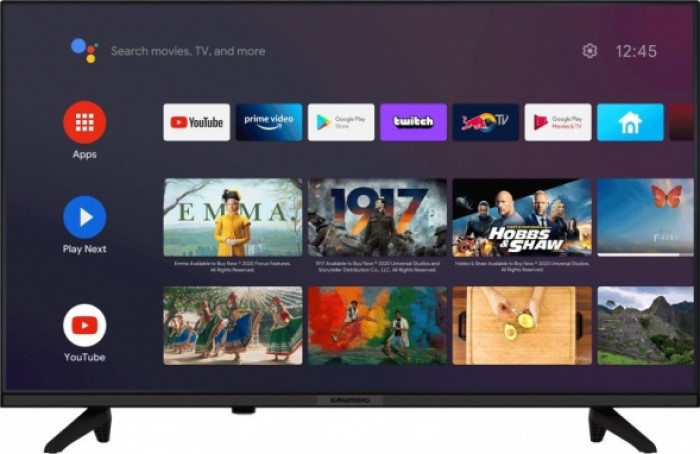 Search movies, TV, and more
12:45
Apps
YouTube
prime video
Google Play
Store
twitch
TV
Google Play
Movies & TV
Play Next
EMMA.
1917
HOBBS
& SHAW
FAIRY
Emma Available to Buy Now © 2020 Focus Features.
All Rights Reserved.
1917 Available to Buy Now © 2020 Universal Studios and
Storyteller Distribution Co., LLC. All Rights Reserved.
Hobbs & Shaw Available to Buy Now © 2020 Universal Studios.
All Rights Reserved.
YouTube
GRUNDIG